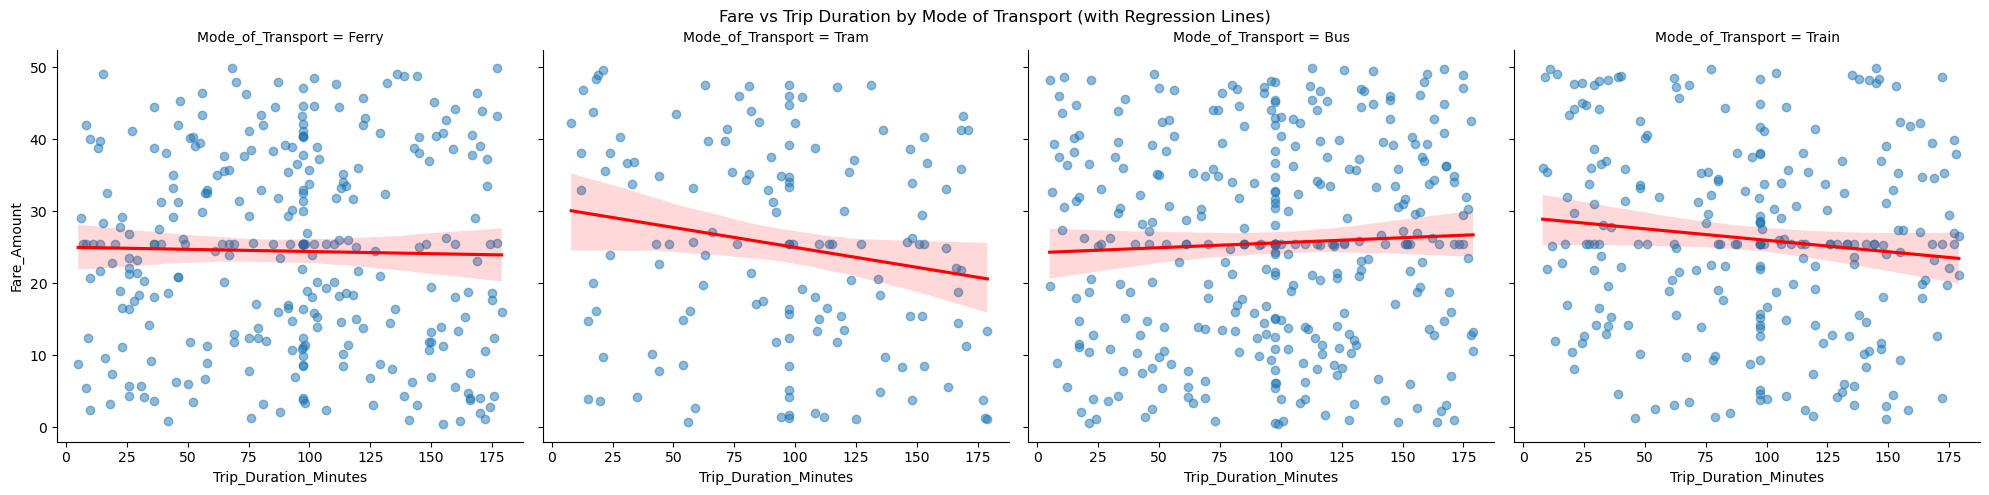 Fare vs Trip Duration by Mode of Transport (with Regression Lines)
Mode_of_Transport = Ferry
Mode_of_Transport = Tram
Mode_of_Transport = Bus
Mode_of_Transport = Train
Fare_Amount
50
40
30
20
10
0
0 25 50 75 100 125 150 175
0 25 50 75 100 125 150 175
0 25 50 75 100 125 150 175
0 25 50 75 100 125 150 175
Trip_Duration_Minutes
Trip_Duration_Minutes
Trip_Duration_Minutes
Trip_Duration_Minutes